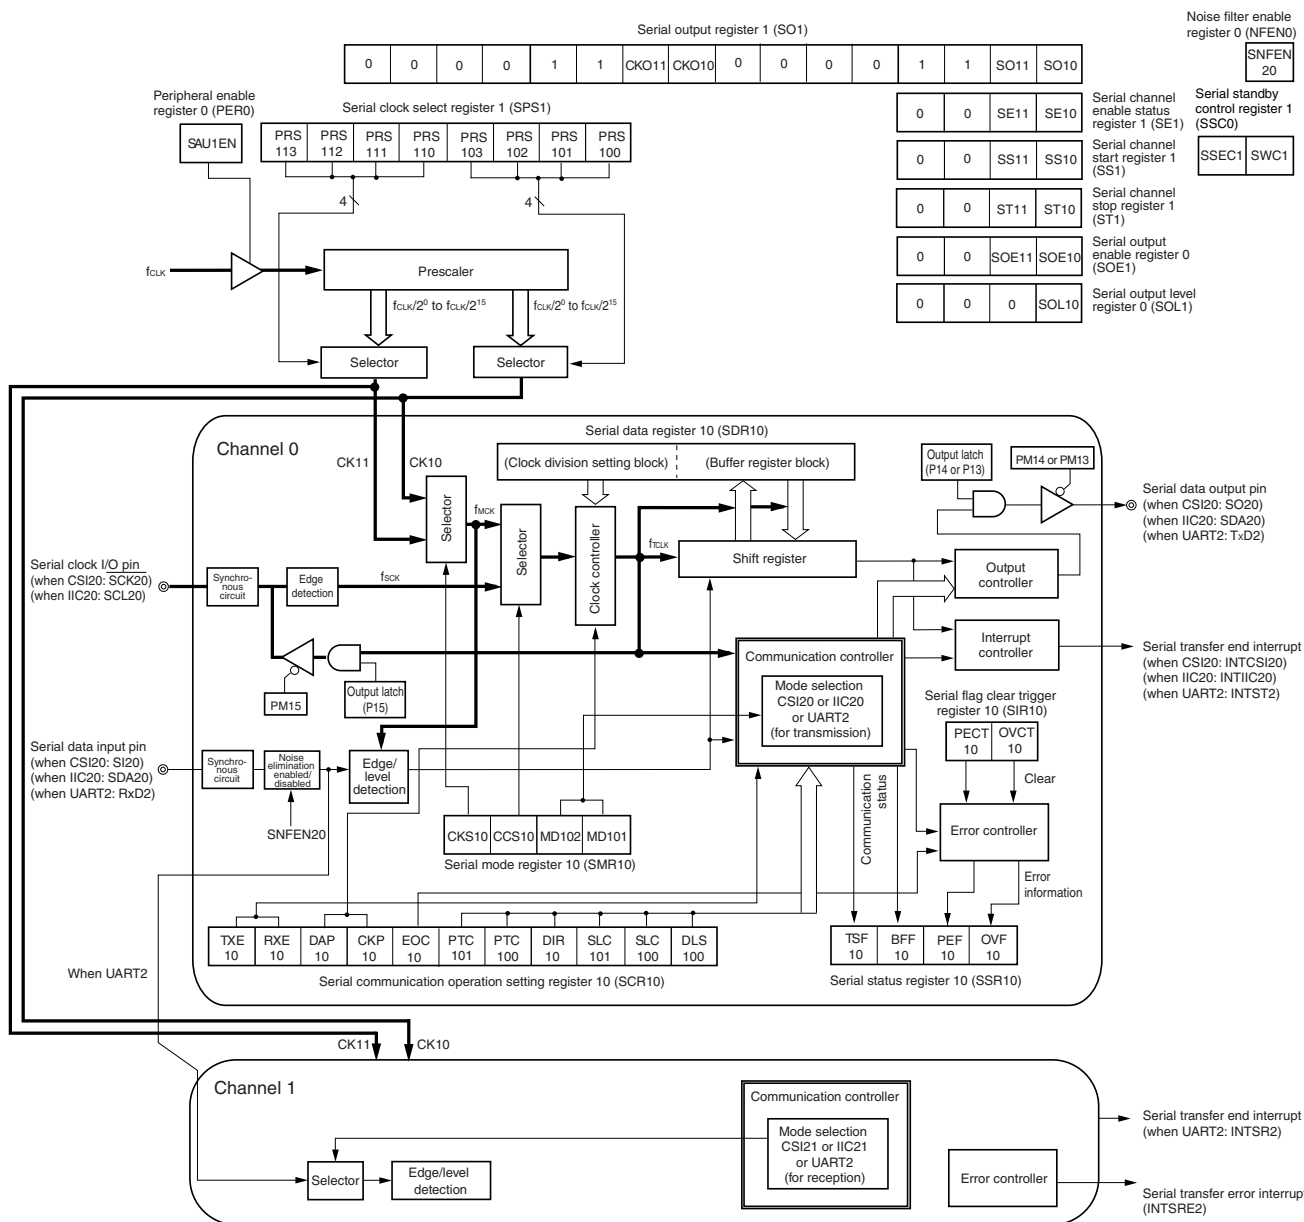 Serial output register 1 (SO1)
0 0 0 0 1 1 CKO11 CKO10 0 0 0 0 1 1 SO11 SO10
Noise filter enable
register 0 (NFEN0)
SNFEN
20
Peripheral enable
register 0 (PER0)
SAU1EN
Serial clock select register 1 (SPS1)
PRS PRS PRS PRS PRS PRS PRS PRS
113 112 111 110 103 102 101 100
0 0 SE11 SE10
Serial channel
enable status
register 1 (SE1)
Serial standby
control register 1
(SSC0)
SSEC1 SWC1
0 0 SS11 SS10
Serial channel
start register 1
(SS1)
0 0 ST11 ST10
Serial channel
stop register 1
(ST1)
0 0 SOE11 SOE10
Serial output
enable register 0
(SOE1)
0 0 0 SOL10
Serial output level
register 0 (SOL1)
4 4
fCLK
Prescaler
fCLK/2⁰ to fCLK/2¹⁵ fCLK/2⁰ to fCLK/2¹⁵
Selector Selector
Channel 0
CK11
CK10
Serial data register 10 (SDR10)
(Clock division setting block) (Buffer register block)
Selector
fMCK
Selector
Clock controller
fTCLK
Shift register
Output latch
(P14 or P13)
PM14 or PM13
Serial data output pin
(when CSI20: SO20)
(when IIC20: SDA20)
(when UART2: TxD2)
Serial clock I/O pin
(when CSI20: SCK20)
(when IIC20: SCL20)
Synchro-
nous
circuit
Edge
detection
fSCK
Output
controller
Interrupt
controller
Serial transfer end interrupt
(when CSI20: INTCSI20)
(when IIC20: INTIIC20)
(when UART2: INTST2)
PM15
Output latch
(P15)
Communication controller
Mode selection
CSI20 or IIC20
or UART2
(for transmission)
Serial flag clear trigger
register 10 (SIR10)
PECT OVCT
10 10
Clear
Serial data input pin
(when CSI20: SI20)
(when IIC20: SDA20)
(when UART2: RxD2)
Synchro-
nous
circuit
Noise
elimination
enabled/
disabled
Edge/
level
detection
SNFEN20
CKS10 CCS10 MD102 MD101
Serial mode register 10 (SMR10)
Communication
status
Error controller
Error
information
TXE RXE DAP CKP EOC PTC PTC DIR SLC SLC DLS
10 10 10 10 10 101 100 10 101 100 100
Serial communication operation setting register 10 (SCR10)
TSF BFF PEF OVF
10 10 10 10
Serial status register 10 (SSR10)
When UART2
CK11 CK10
Channel 1
Communication controller
Mode selection
CSI21 or IIC21
or UART2
(for reception)
Selector
Edge/level
detection
Error controller
Serial transfer end interrupt
(when UART2: INTSR2)
Serial transfer error interrupt
(INTSRE2)